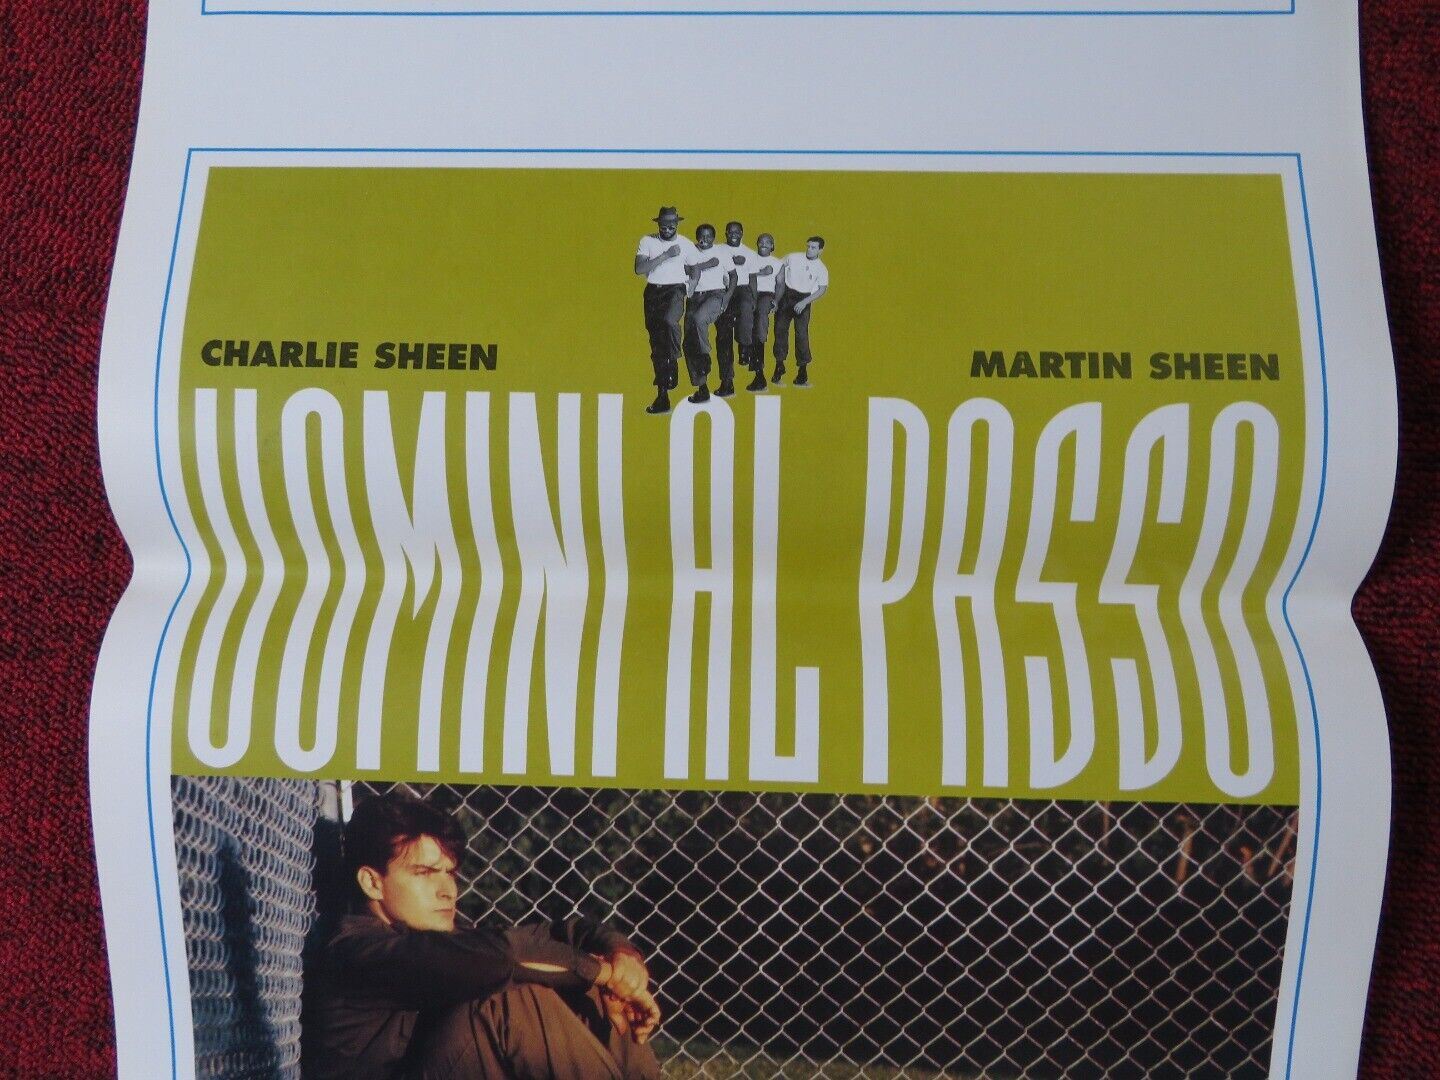 CHARLIE SHEEN MARTIN SHEEN
UOMINI AL PASSO